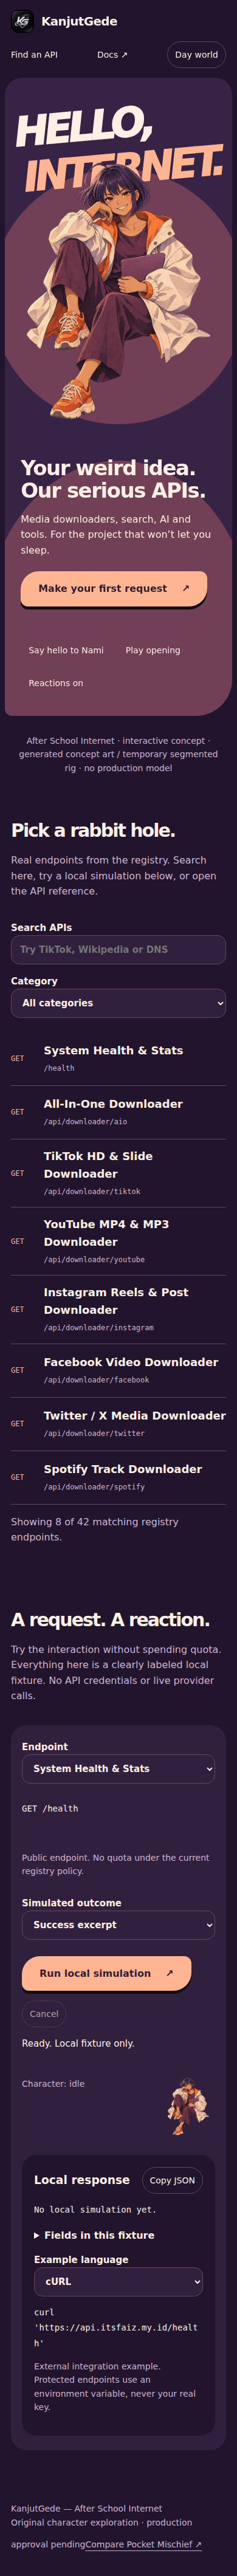 KanjutGede
Find an API
Docs ↗
Day world
HELLO,
INTERNET.
Your weird idea.
Our serious APIs.
Media downloaders, search, AI and
tools. For the project that won't let you
sleep.
Make your first request ↗
Say hello to Nami
Play opening
Reactions on
After School Internet · interactive concept ·
generated concept art / temporary segmented
rig · no production model
Pick a rabbit hole.
Real endpoints from the registry. Search
here, try a local simulation below, or open
the API reference.
Search APIs
Try TikTok, Wikipedia or DNS
Category
All categories
GET
System Health & Stats
/health
GET
All-In-One Downloader
/api/downloader/aio
GET
TikTok HD & Slide
Downloader
/api/downloader/tiktok
GET
YouTube MP4 & MP3
Downloader
/api/downloader/youtube
GET
Instagram Reels & Post
Downloader
/api/downloader/instagram
GET
Facebook Video Downloader
/api/downloader/facebook
GET
Twitter / X Media Downloader
/api/downloader/twitter
GET
Spotify Track Downloader
/api/downloader/spotify
Showing 8 of 42 matching registry
endpoints.
A request. A reaction.
Try the interaction without spending quota.
Everything here is a clearly labeled local
fixture. No API credentials or live provider
calls.
Endpoint
System Health & Stats
GET /health
Public endpoint. No quota under the current
registry policy.
Simulated outcome
Success excerpt
Run local simulation ↗
Cancel
Ready. Local fixture only.
Character: idle
Local response
Copy JSON
No local simulation yet.
▶ Fields in this fixture
Example language
cURL
curl
'https://api.itsfaiz.my.id/healt
h'
External integration example.
Protected endpoints use an
environment variable, never your real
key.
KanjutGede — After School Internet
Original character exploration · production
approval pendingCompare Pocket Mischief ↗